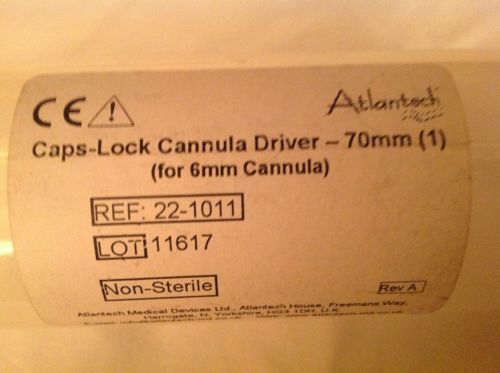 CE Atlantech
Caps-Lock Cannula Driver – 70mm (1)
(for 6mm Cannula)
REF: 22-1011
LOT 11617
Non-Sterile Rev A
Atlantech Medical Devices Ltd., Atlantech House, Freemans Way,
Harrogate, N. Yorkshire, HG3 1DH, U.K.